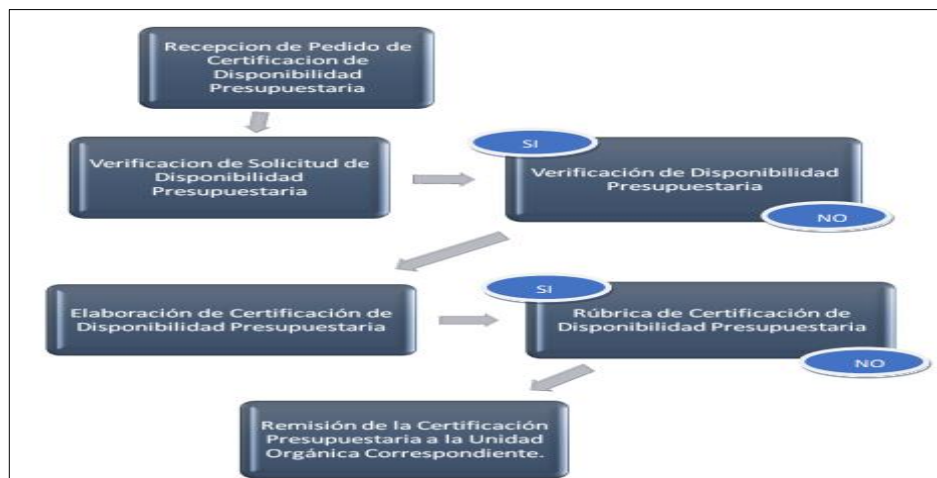 Recepcion de Pedido de
Certificacion de
Disponibilidad
Presupuestaria
Verificacion de Solicitud de
Disponibilidad
Presupuestaria
SI
Verificación de Disponibilidad
Presupuestaria
NO
Elaboración de Certificación de
Disponibilidad Presupuestaria
SI
Rúbrica de Certificación de
Disponibilidad Presupuestaria
NO
Remisión de la Certificación
Presupuestaria a la Unidad
Orgánica Correspondiente.